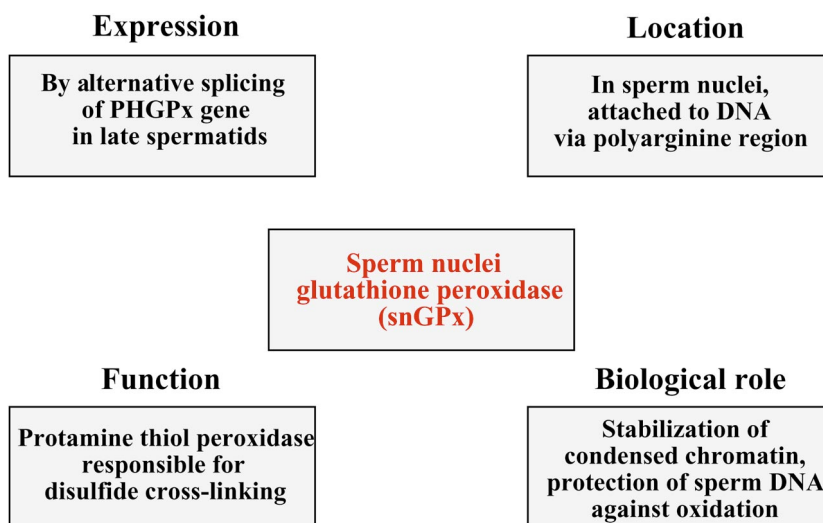 Expression
By alternative splicing
of PHGPx gene
in late spermatids
Location
In sperm nuclei,
attached to DNA
via polyarginine region
Sperm nuclei
glutathione peroxidase
(snGPx)
Function
Protamine thiol peroxidase
responsible for
disulfide cross-linking
Biological role
Stabilization of
condensed chromatin,
protection of sperm DNA
against oxidation